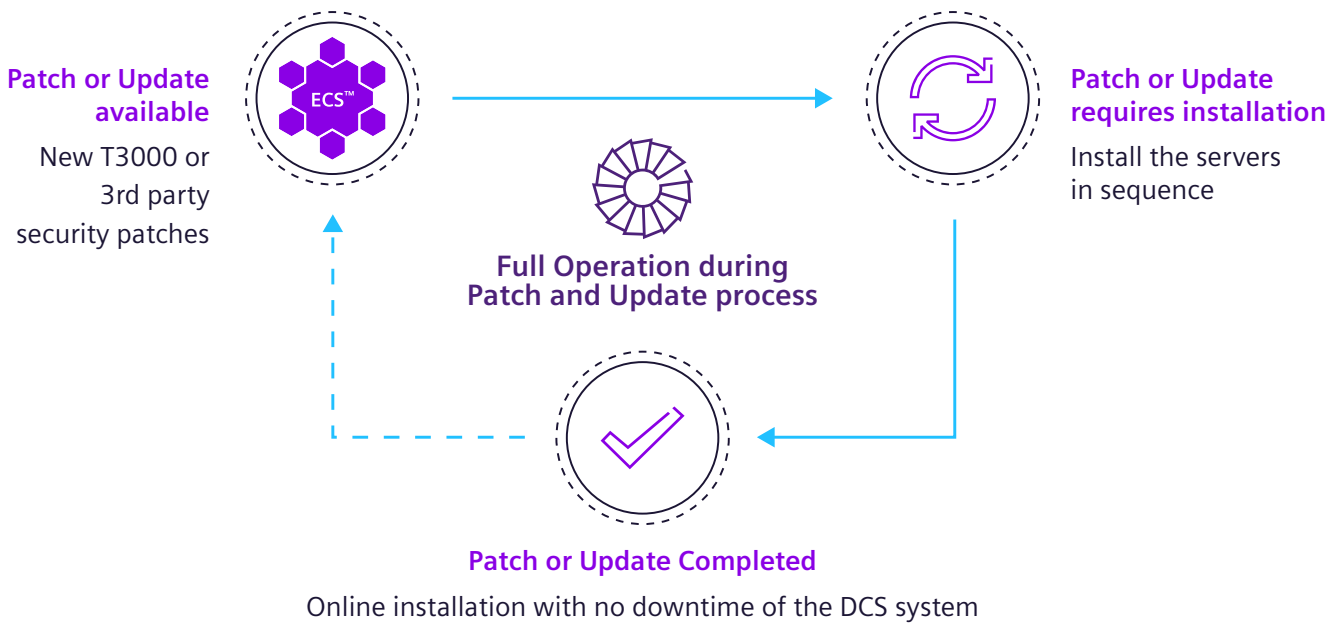 Patch or Update
available
New T3000 or
3rd party
security patches
ECS™
Patch or Update
requires installation
Install the servers
in sequence
Full Operation during
Patch and Update process
Patch or Update Completed
Online installation with no downtime of the DCS system